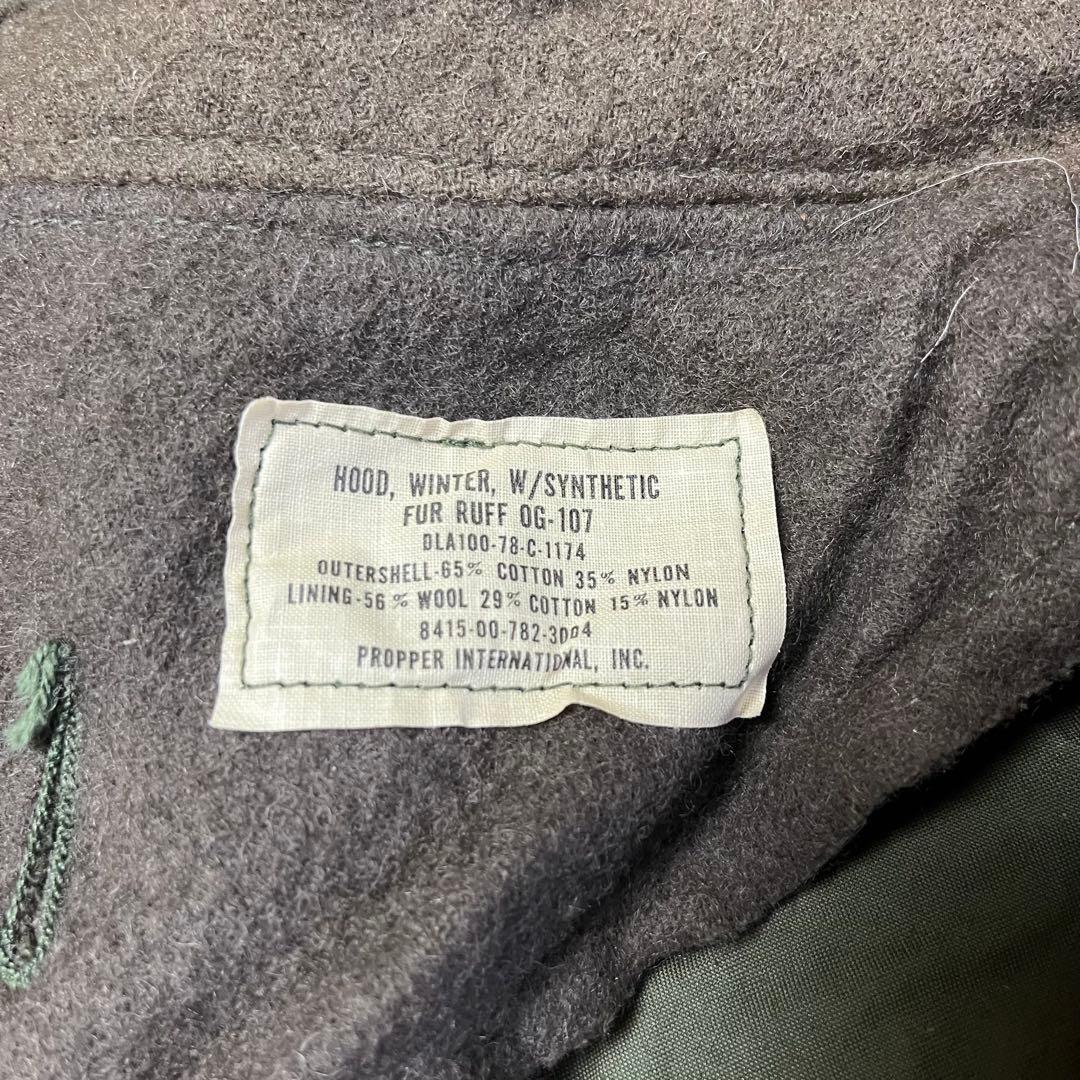 HOOD, WINTER, W/SYNTHETIC
FUR RUFF OG-107
DLA100-78-C-1174
OUTERSHELL-65% COTTON 35% NYLON
LINING-56% WOOL 29% COTTON 15% NYLON
8415-00-782-3004
PROPPER INTERNATIONAL, INC.